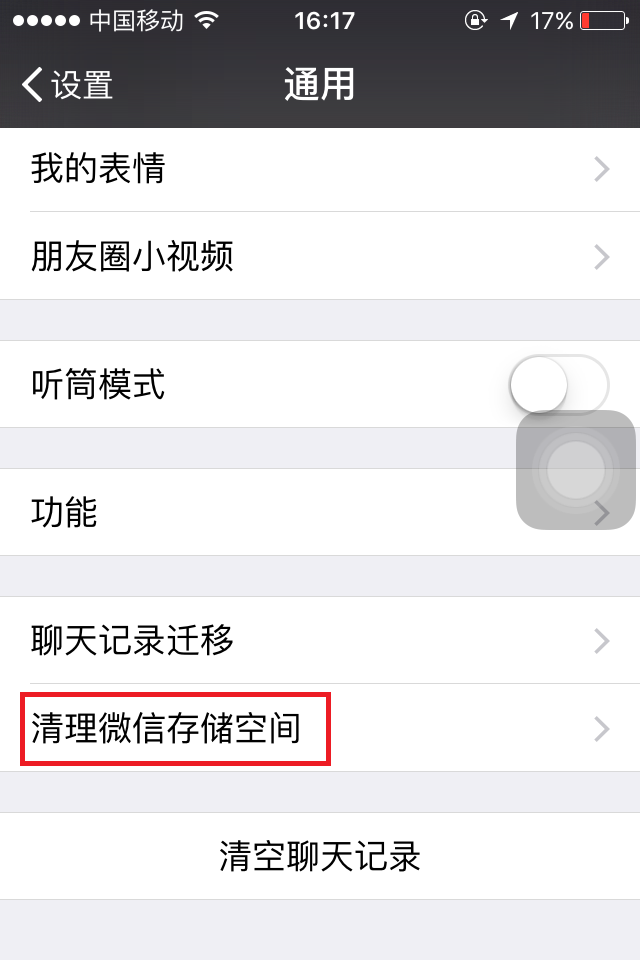 中国移动 16:17 17%
设置 通用
我的表情
朋友圈小视频
听筒模式
功能
聊天记录迁移
清理微信存储空间
清空聊天记录